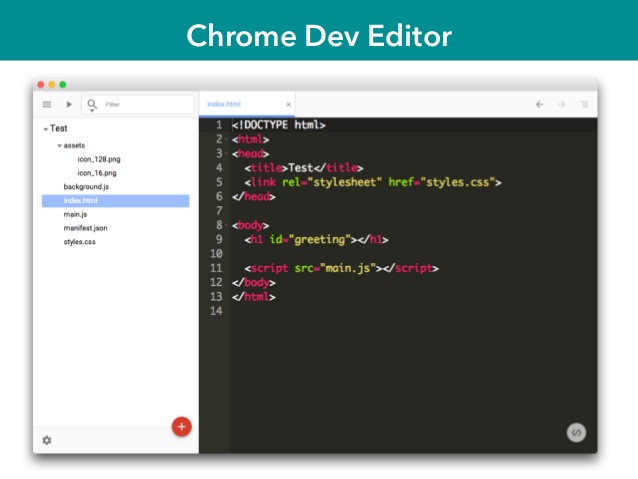 Chrome Dev Editor
Filter
index.html
Test
assets
icon_128.png
icon_16.png
background.js
index.html
main.js
manifest.json
styles.css
1 <!DOCTYPE html>
2 <html>
3 <head>
4 <title>Test</title>
5 <link rel="stylesheet" href="styles.css">
6 </head>
7
8 <body>
9 <h1 id="greeting"></h1>
10
11 <script src="main.js"></script>
12 </body>
13 </html>
14